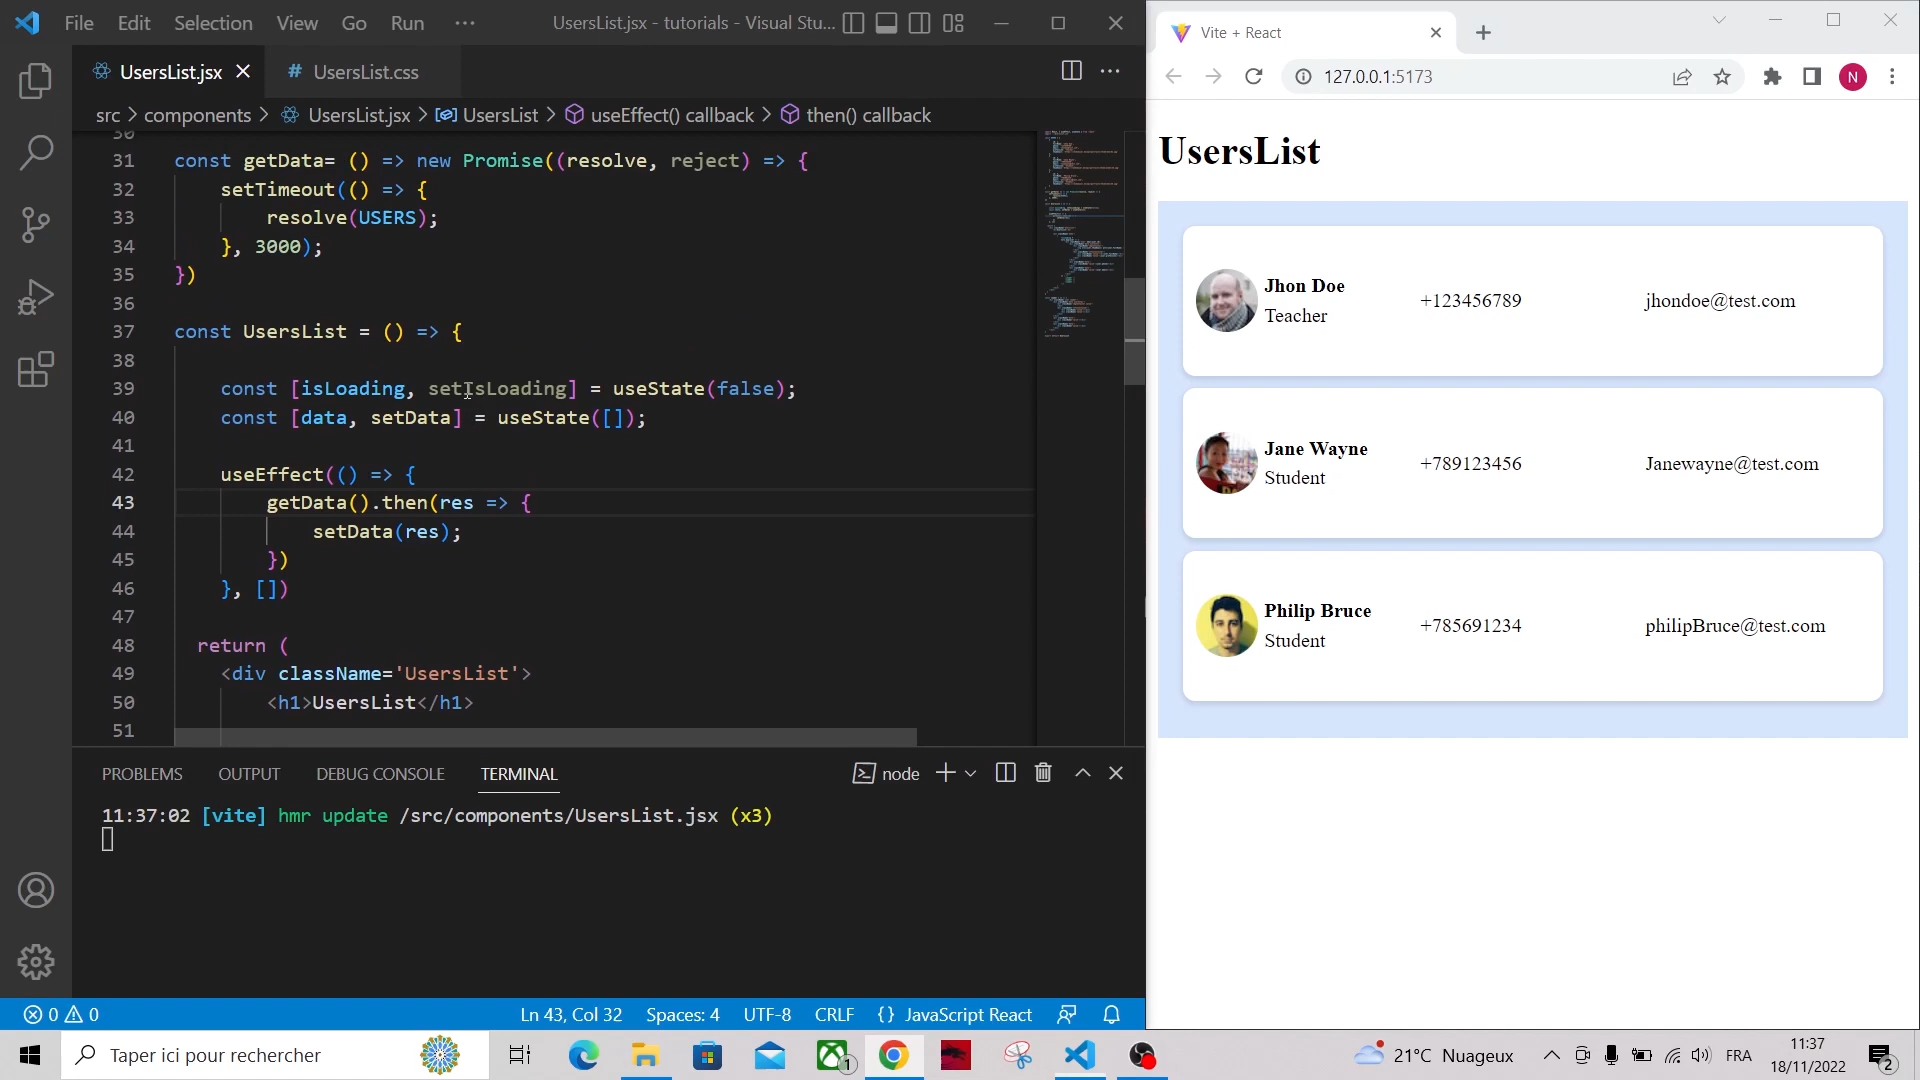 File Edit Selection View Go Run ··· UsersList.jsx - tutorials - Visual Stu...
UsersList.jsx # UsersList.css
src > components > UsersList.jsx > UsersList > useEffect() callback > then() callback
30
31 const getData= () => new Promise((resolve, reject) => {
32 setTimeout(() => {
33 resolve(USERS);
34 }, 3000);
35 })
36
37 const UsersList = () => {
38
39 const [isLoading, setIsLoading] = useState(false);
40 const [data, setData] = useState([]);
41
42 useEffect(() => {
43 getData().then(res => {
44 setData(res);
45 })
46 }, [])
47
48 return (
49 <div className='UsersList'>
50 <h1>UsersList</h1>
51
PROBLEMS OUTPUT DEBUG CONSOLE TERMINAL node
11:37:02 [vite] hmr update /src/components/UsersList.jsx (x3)
0 0 Ln 43, Col 32 Spaces: 4 UTF-8 CRLF {} JavaScript React
Vite + React
127.0.0.1:5173 N
UsersList
Jhon Doe
Teacher
+123456789
jhondoe@test.com
Jane Wayne
Student
+789123456
Janewayne@test.com
Philip Bruce
Student
+785691234
philipBruce@test.com
Taper ici pour rechercher 1 21°C Nuageux FRA 11:37
18/11/2022 2